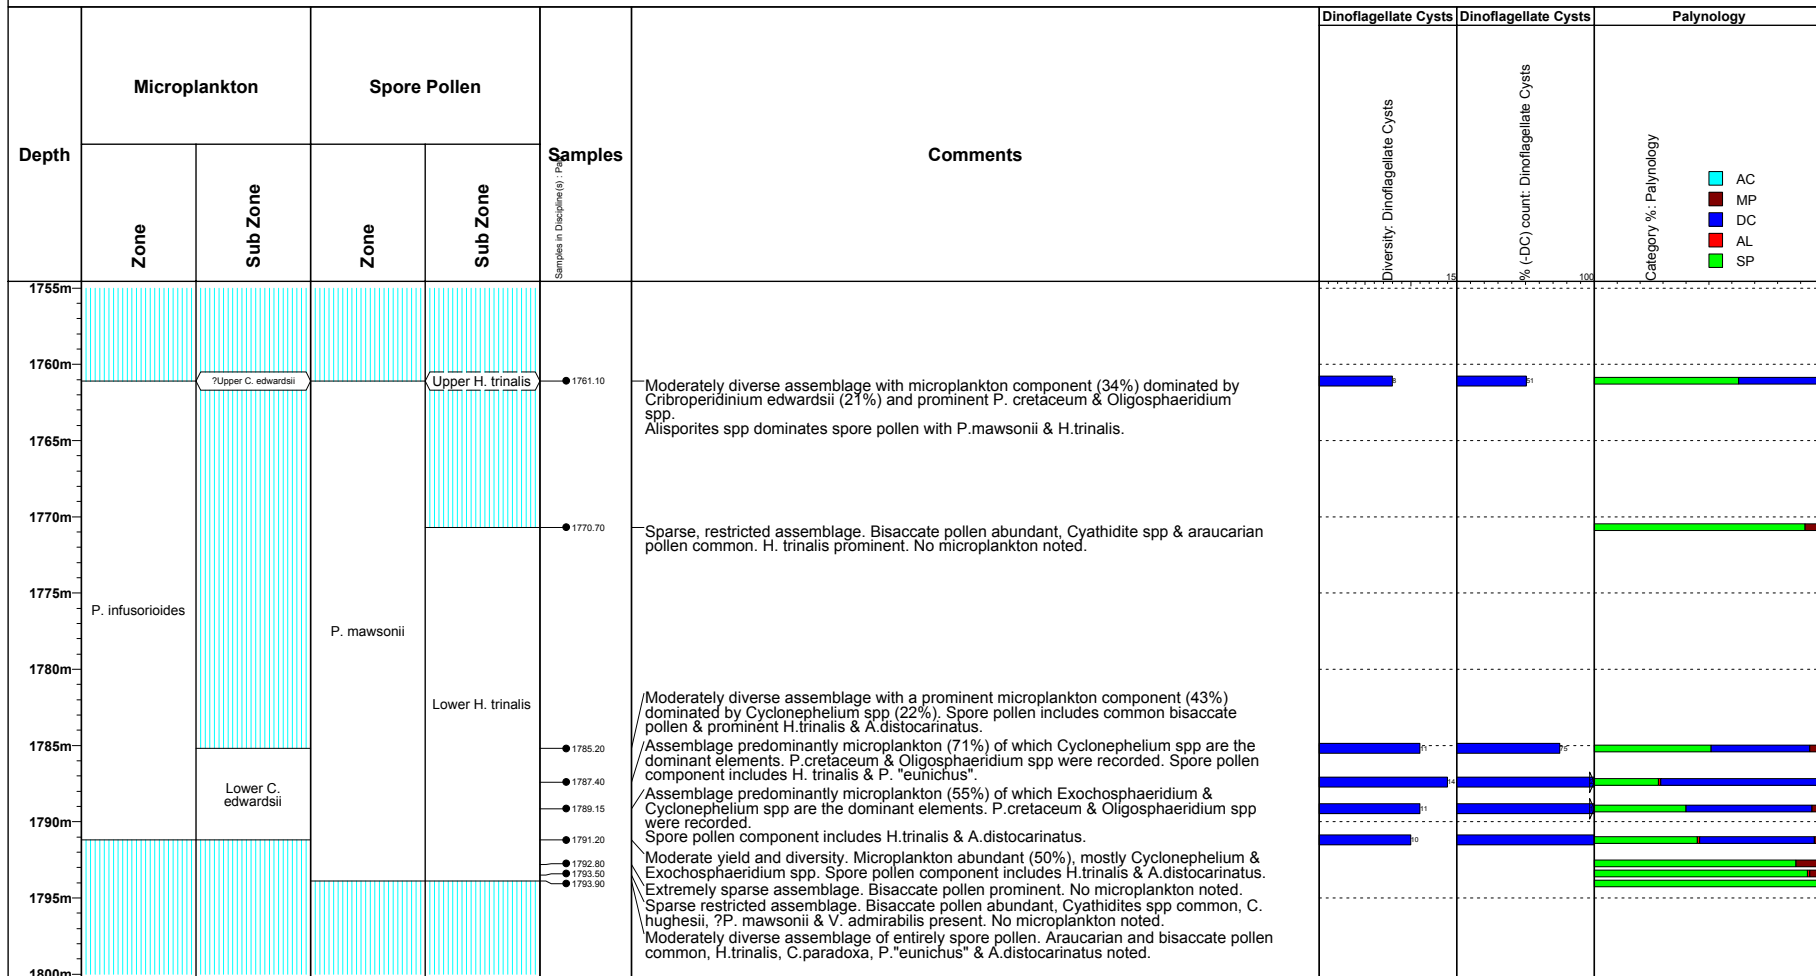 Dinoflagellate Cysts
Dinoflagellate Cysts
Palynology
Depth
Microplankton
Spore Pollen
Samples
Comments
Zone
Sub Zone
Zone
Sub Zone
Samples in Discipline(s) :
Diversity: Dinoflagellate Cysts
15
% (-DC) count: Dinoflagellate Cysts
100
Category %: Palynology
AC
MP
DC
AL
SP
1755m
1760m
1765m
1770m
1775m
1780m
1785m
1790m
1795m
1800m
P. infusorioides
?Upper C. edwardsii
Lower C.
edwardsii
P. mawsonii
Upper H. trinalis
Lower H. trinalis
1761.10
1770.70
1785.20
1787.40
1789.15
1791.20
1792.80
1793.50
1793.90
Moderately diverse assemblage with microplankton component (34%) dominated by
Cribroperidinium edwardsii (21%) and prominent P. cretaceum & Oligosphaeridium
spp.
Alisporites spp dominates spore pollen with P.mawsonii & H.trinalis.
Sparse, restricted assemblage. Bisaccate pollen abundant, Cyathidite spp & araucarian
pollen common. H. trinalis prominent. No microplankton noted.
Moderately diverse assemblage with a prominent microplankton component (43%)
dominated by Cyclonephelium spp (22%). Spore pollen includes common bisaccate
pollen & prominent H.trinalis & A.distocarinatus.
Assemblage predominantly microplankton (71%) of which Cyclonephelium spp are the
dominant elements. P.cretaceum & Oligosphaeridium spp were recorded. Spore pollen
component includes H. trinalis & P. "eunichus".
Assemblage predominantly microplankton (55%) of which Exochosphaeridium &
Cyclonephelium spp are the dominant elements. P.cretaceum & Oligosphaeridium spp
were recorded.
Spore pollen component includes H.trinalis & A.distocarinatus.
Moderate yield and diversity. Microplankton abundant (50%), mostly Cyclonephelium &
Exochosphaeridium spp. Spore pollen component includes H.trinalis & A.distocarinatus.
Extremely sparse assemblage. Bisaccate pollen prominent. No microplankton noted.
Sparse restricted assemblage. Bisaccate pollen abundant, Cyathidites spp common, C.
hughesii, ?P. mawsonii & V. admirabilis present. No microplankton noted.
Moderately diverse assemblage of entirely spore pollen. Araucarian and bisaccate pollen
common, H.trinalis, C.paradoxa, P."eunichus" & A.distocarinatus noted.
8
51
11
75
14
11
10